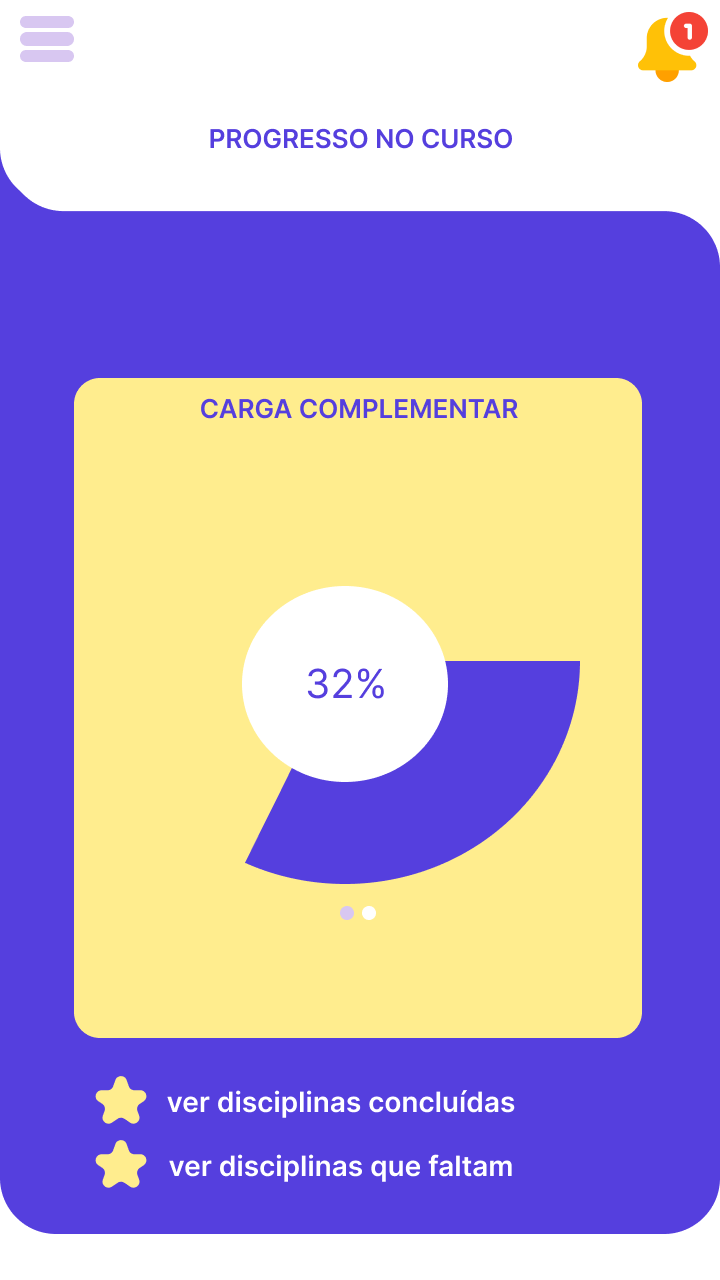 1
PROGRESSO NO CURSO
CARGA COMPLEMENTAR
32%
ver disciplinas concluídas
ver disciplinas que faltam